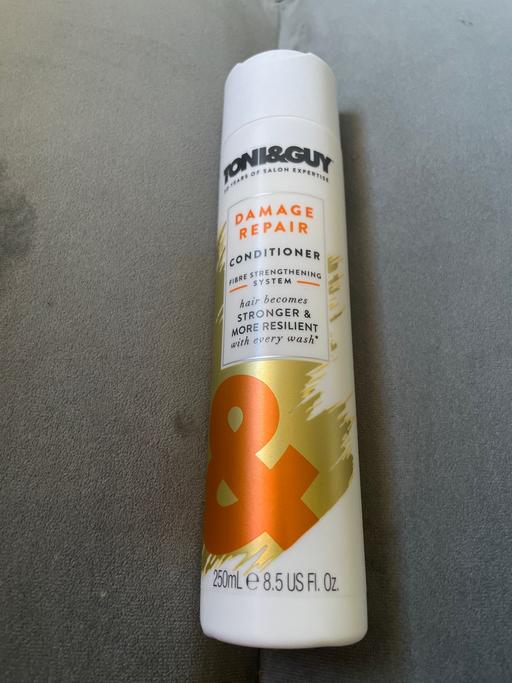 TONI&GUY
YEARS OF SALON EXPERTISE
DAMAGE
REPAIR
CONDITIONER
FIBRE STRENGTHENING
SYSTEM
hair becomes
STRONGER &
MORE RESILIENT
with every wash*
&
250mL ℮ 8.5 US Fl. Oz.